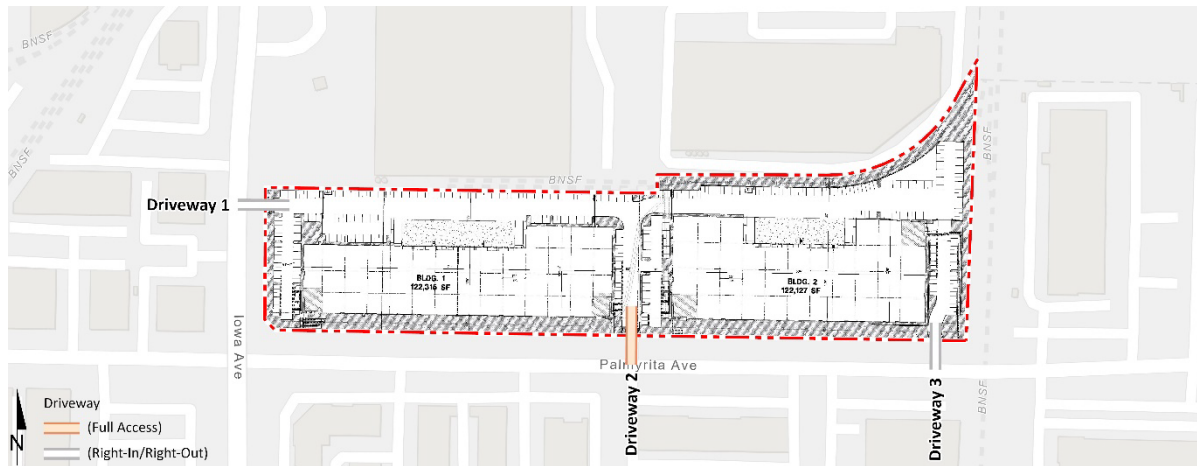 BNSF
BNSF
BNSF
BNSF
Driveway 1
BLDG. 1
122,316 SF
BLDG. 2
122,127 SF
Iowa Ave
Palmyrita Ave
Driveway 2
Driveway 3
BNSF
N
Driveway
(Full Access)
(Right-In/Right-Out)